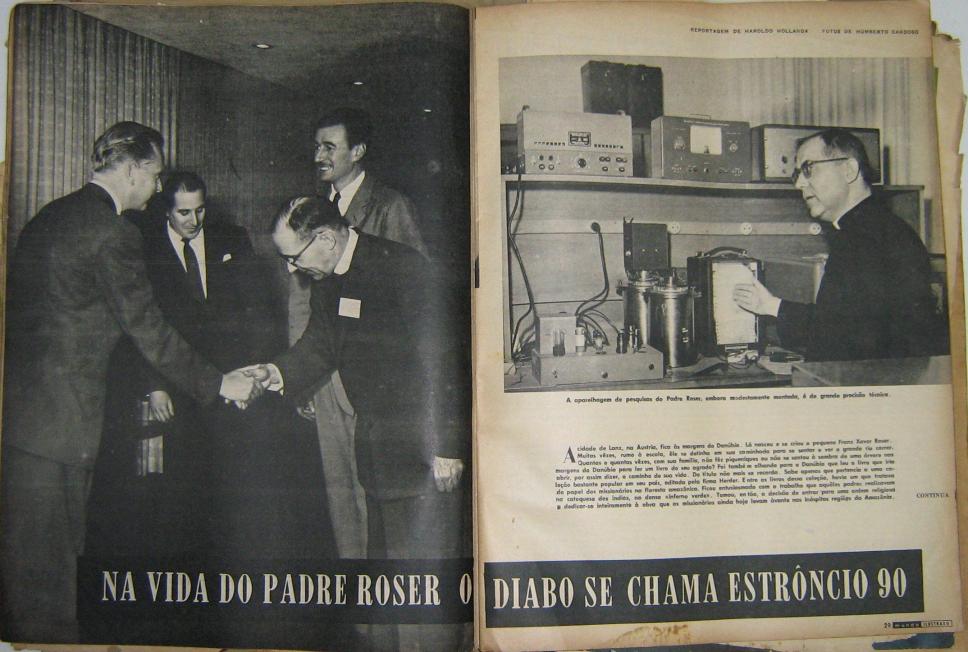 REPORTAGEM DE HAROLDO HOLLANDA FOTOS DE HUMBERTO CARDOSO
A aparelhagem de pesquisas do Padre Roser, embora modestamente montada, é de grande precisão técnica.
A cidade de Lanz, na Áustria, fica às margens do Danúbio. Lá nasceu e se criou o pequeno Franz Xaver Roser.
Muitas vêzes, rumo à escola, êle se detinha em sua caminhada para se sentar e ver o grande rio correr.
Quantas e quantas vêzes, com sua família, não fêz piqueniques ou não se sentou à sombra de uma árvore nas
margens do Danúbio para ler um livro do seu agrado? Foi também olhando para o Danúbio que leu o livro que iria
abrir, por assim dizer, o caminho de sua vida. Do título não mais se recorda. Sabe apenas que pertencia a uma co-
leção bastante popular em seu país, editada pela firma Herder. Entre os livros dessa coleção, havia um que tratava
do papel dos missionários na floresta amazônica. Ficou entusiasmado com o trabalho que aquêles padres realizavam
na catequese dos índios, no denso «inferno verde». Tomou, então, a decisão de entrar para uma ordem religiosa
e dedicar-se inteiramente à obra que os missionários ainda hoje levam avante nas inóspitas regiões da Amazônia.
CONTINUA
NA VIDA DO PADRE ROSER O DIABO SE CHAMA ESTRÔNCIO 90
29 mundo ILUSTRADO